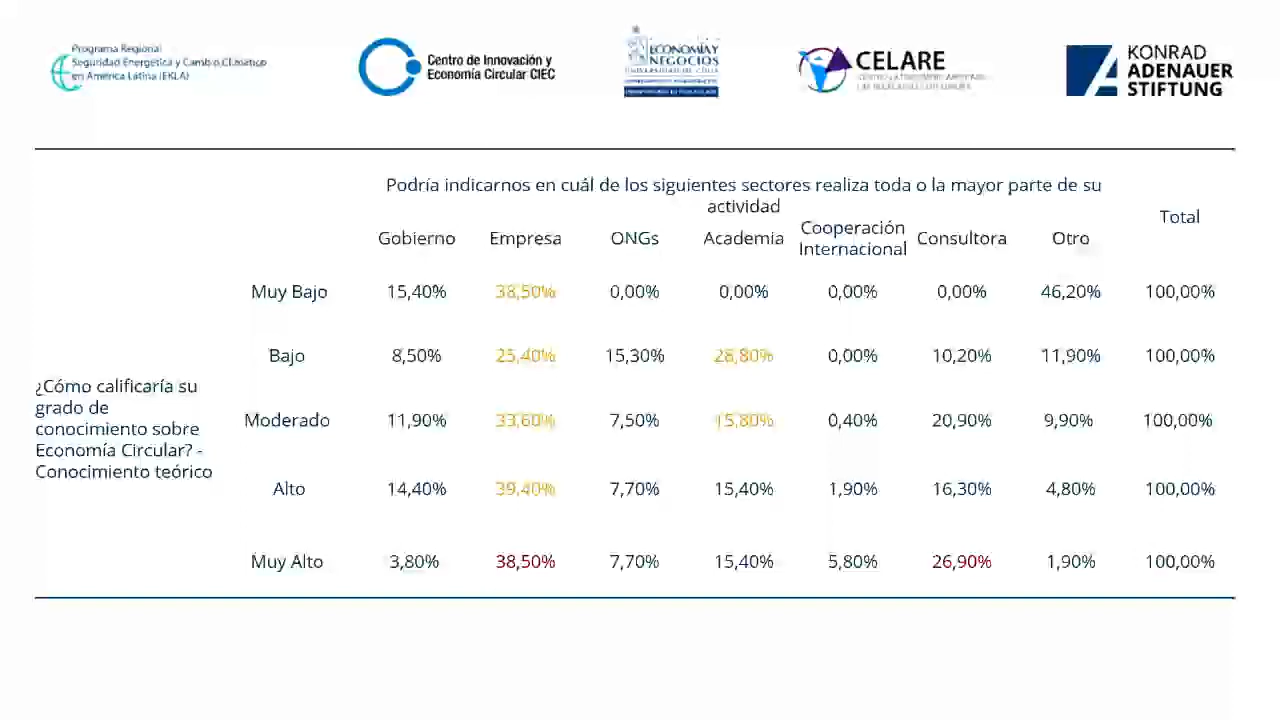 Programa Regional
Seguridad Energética y Cambio Climático
en América Latina (EKLA)
Centro de Innovación y
Economía Circular CIEC
ECONOMÍA Y
NEGOCIOS
UNIVERSIDAD DE CHILE
CELARE
KONRAD
ADENAUER
STIFTUNG
Podría indicarnos en cuál de los siguientes sectores realiza toda o la mayor parte de su
actividad
Total
Gobierno Empresa ONGs Academia Cooperación Internacional Consultora Otro
Muy Bajo 15,40% 38,50% 0,00% 0,00% 0,00% 0,00% 46,20% 100,00%
Bajo 8,50% 25,40% 15,30% 28,80% 0,00% 10,20% 11,90% 100,00%
¿Cómo calificaría su
grado de
conocimiento sobre
Economía Circular? -
Conocimiento teórico
Moderado 11,90% 33,60% 7,50% 15,80% 0,40% 20,90% 9,90% 100,00%
Alto 14,40% 39,40% 7,70% 15,40% 1,90% 16,30% 4,80% 100,00%
Muy Alto 3,80% 38,50% 7,70% 15,40% 5,80% 26,90% 1,90% 100,00%